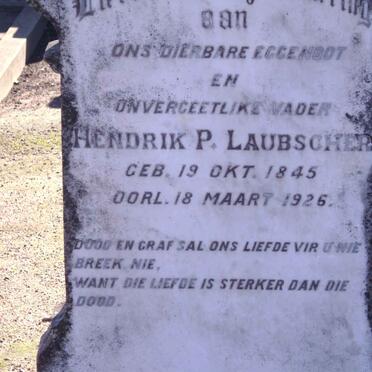 AAN
ONS DIERBARE EGGENOOT
EN
ONVERGEETLIKE VADER
HENDRIK P. LAUBSCHER
GEB. 19 OKT. 1845
OORL. 18 MAART 1926.
DOOD EN GRAF SAL ONS LIEFDE VIR U NIE
BREEK NIE,
WANT DIE LIEFDE IS STERKER DAN DIE
DOOD.